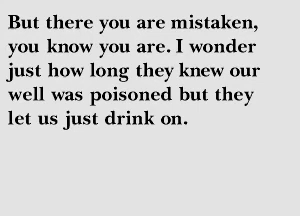 But there you are mistaken,
you know you are. I wonder
just how long they knew our
well was poisoned but they
let us just drink on.